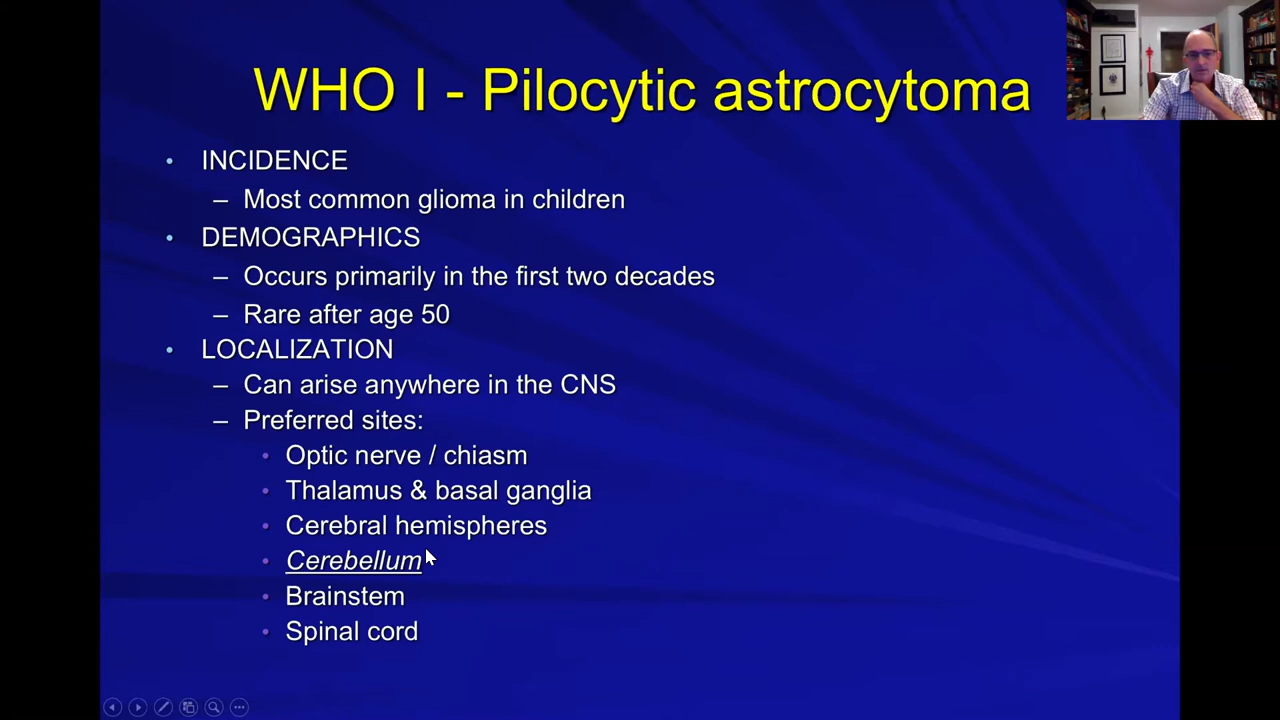 WHO I - Pilocytic astrocytoma
• INCIDENCE
– Most common glioma in children
• DEMOGRAPHICS
– Occurs primarily in the first two decades
– Rare after age 50
• LOCALIZATION
– Can arise anywhere in the CNS
– Preferred sites:
• Optic nerve / chiasm
• Thalamus & basal ganglia
• Cerebral hemispheres
• Cerebellum
• Brainstem
• Spinal cord